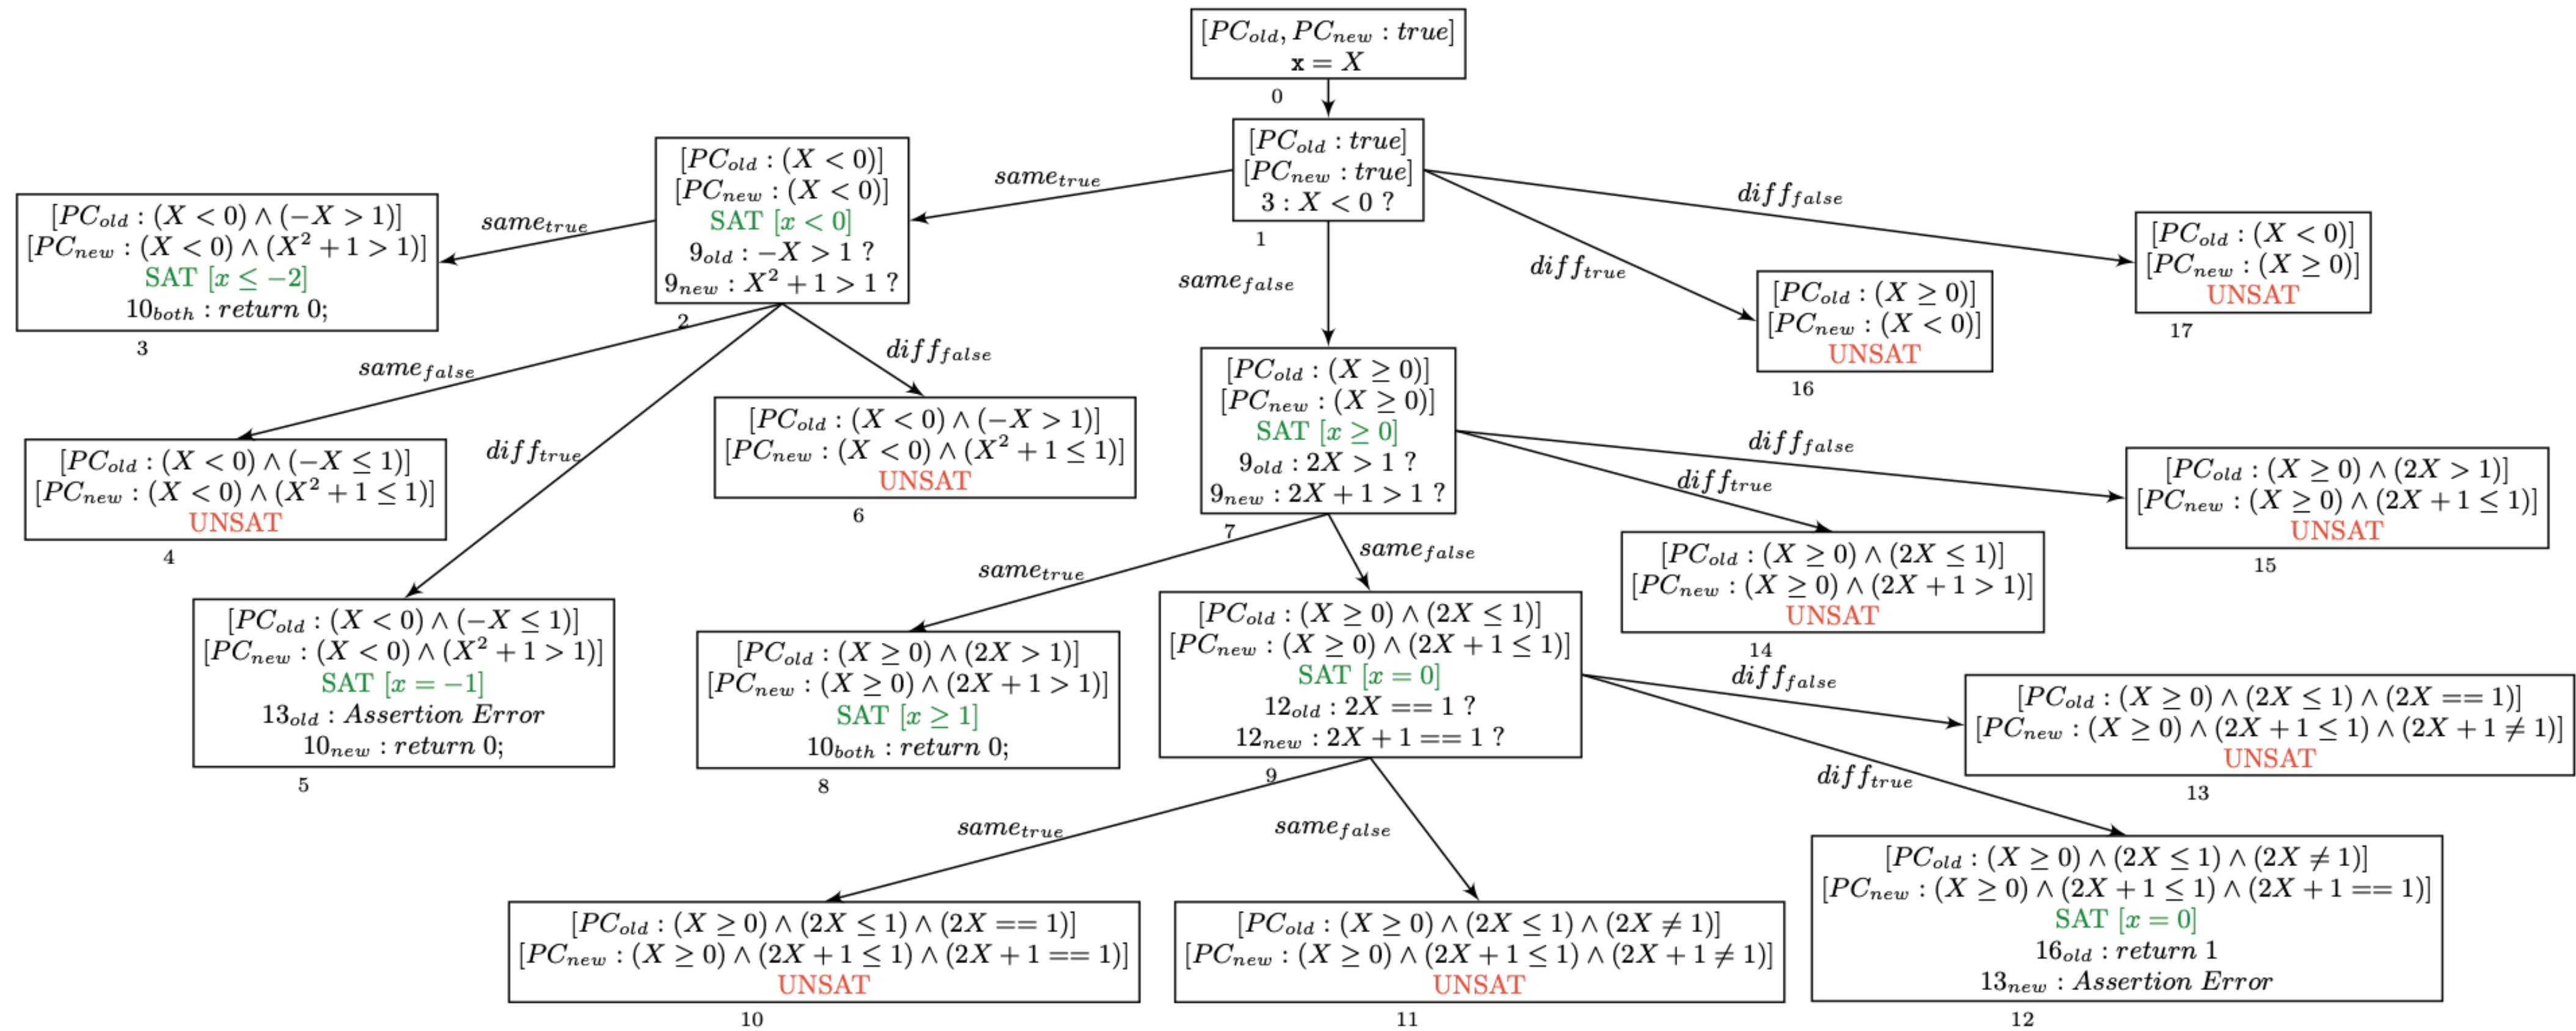 [PC_old, PC_new : true]
x = X
0
[PC_old : true]
[PC_new : true]
3 : X < 0 ?
1
same_true
same_false
diff_true
diff_false
[PC_old : (X < 0)]
[PC_new : (X < 0)]
SAT [x < 0]
9_old : −X > 1 ?
9_new : X² + 1 > 1 ?
2
same_true
same_false
diff_true
diff_false
[PC_old : (X < 0) ∧ (−X > 1)]
[PC_new : (X < 0) ∧ (X² + 1 > 1)]
SAT [x ≤ −2]
10_both : return 0;
3
[PC_old : (X < 0) ∧ (−X ≤ 1)]
[PC_new : (X < 0) ∧ (X² + 1 ≤ 1)]
UNSAT
4
[PC_old : (X < 0) ∧ (−X ≤ 1)]
[PC_new : (X < 0) ∧ (X² + 1 > 1)]
SAT [x = −1]
13_old : Assertion Error
10_new : return 0;
5
[PC_old : (X < 0) ∧ (−X > 1)]
[PC_new : (X < 0) ∧ (X² + 1 ≤ 1)]
UNSAT
6
[PC_old : (X ≥ 0)]
[PC_new : (X ≥ 0)]
SAT [x ≥ 0]
9_old : 2X > 1 ?
9_new : 2X + 1 > 1 ?
7
same_true
same_false
diff_true
diff_false
[PC_old : (X ≥ 0) ∧ (2X > 1)]
[PC_new : (X ≥ 0) ∧ (2X + 1 > 1)]
SAT [x ≥ 1]
10_both : return 0;
8
[PC_old : (X ≥ 0) ∧ (2X ≤ 1)]
[PC_new : (X ≥ 0) ∧ (2X + 1 ≤ 1)]
SAT [x = 0]
12_old : 2X == 1 ?
12_new : 2X + 1 == 1 ?
9
same_true
same_false
diff_true
diff_false
[PC_old : (X ≥ 0) ∧ (2X ≤ 1) ∧ (2X == 1)]
[PC_new : (X ≥ 0) ∧ (2X + 1 ≤ 1) ∧ (2X + 1 == 1)]
UNSAT
10
[PC_old : (X ≥ 0) ∧ (2X ≤ 1) ∧ (2X ≠ 1)]
[PC_new : (X ≥ 0) ∧ (2X + 1 ≤ 1) ∧ (2X + 1 ≠ 1)]
UNSAT
11
[PC_old : (X ≥ 0) ∧ (2X ≤ 1) ∧ (2X ≠ 1)]
[PC_new : (X ≥ 0) ∧ (2X + 1 ≤ 1) ∧ (2X + 1 == 1)]
SAT [x = 0]
16_old : return 1
13_new : Assertion Error
12
[PC_old : (X ≥ 0) ∧ (2X ≤ 1) ∧ (2X == 1)]
[PC_new : (X ≥ 0) ∧ (2X + 1 ≤ 1) ∧ (2X + 1 ≠ 1)]
UNSAT
13
[PC_old : (X ≥ 0) ∧ (2X ≤ 1)]
[PC_new : (X ≥ 0) ∧ (2X + 1 > 1)]
UNSAT
14
[PC_old : (X ≥ 0) ∧ (2X > 1)]
[PC_new : (X ≥ 0) ∧ (2X + 1 ≤ 1)]
UNSAT
15
[PC_old : (X ≥ 0)]
[PC_new : (X < 0)]
UNSAT
16
[PC_old : (X < 0)]
[PC_new : (X ≥ 0)]
UNSAT
17